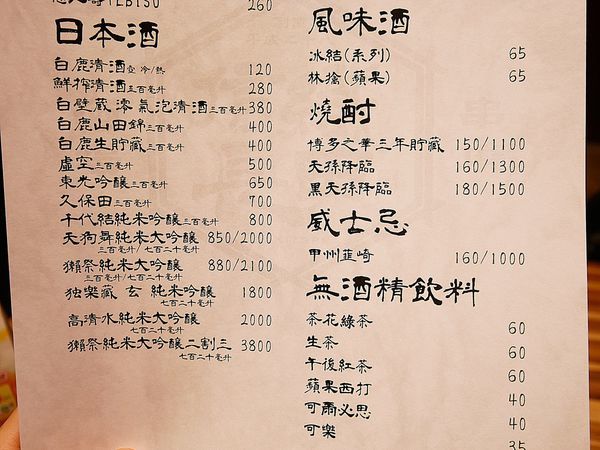 YEBISU 260
日本酒
白鹿清酒壺 冷/熱 120
鮮搾清酒三百毫升 280
白壁蔵 澪 氣泡清酒三百毫升 380
白鹿山田錦三百毫升 400
白鹿生貯藏三百毫升 400
虛空三百毫升 500
東光吟釀三百毫升 650
久保田三百毫升 700
千代結純米吟釀三百毫升 800
天狗舞純米大吟釀 850/2000
三百毫升/七百二十毫升
獺祭純米大吟釀 880/2100
三百毫升/七百二十毫升
独樂藏 玄 純米吟釀 1800
七百二十毫升
高清水純米大吟釀 2000
七百二十毫升
獺祭純米大吟釀二割三 3800
七百二十毫升
風味酒
冰結(系列) 65
林擒(蘋果) 65
燒酎
博多之華三年貯藏 150/1100
天孫降臨 160/1300
黑天孫降臨 180/1500
威士忌
甲州韮崎 160/1000
無酒精飲料
茶花綠茶 60
生茶 60
午後紅茶 60
蘋果西打 40
可爾必思 40
可樂 35